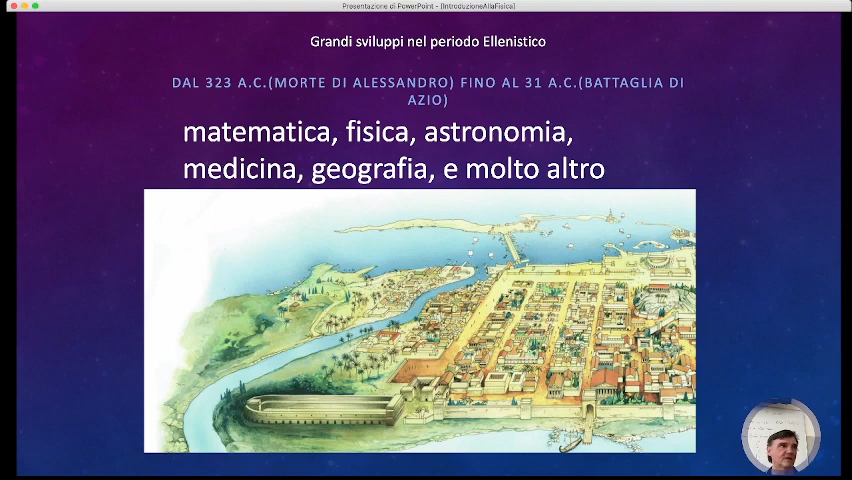 Presentazione di PowerPoint - [IntroduzioneAllaFisica]
Grandi sviluppi nel periodo Ellenistico
DAL 323 A.C.(MORTE DI ALESSANDRO) FINO AL 31 A.C.(BATTAGLIA DI
AZIO)
matematica, fisica, astronomia,
medicina, geografia, e molto altro